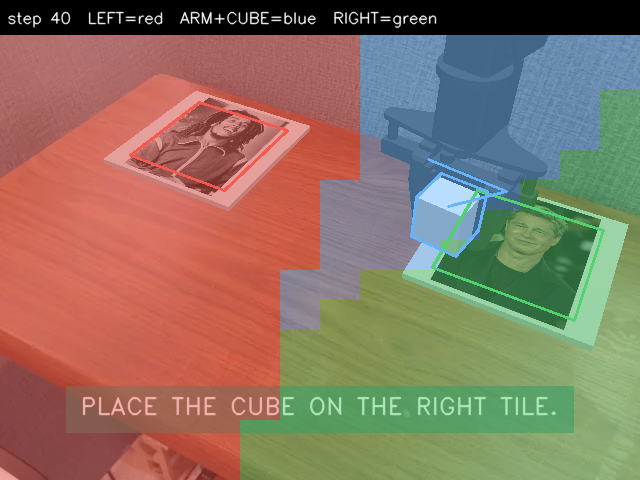 step 40 LEFT=red ARM+CUBE=blue RIGHT=green
PLACE THE CUBE ON THE RIGHT TILE.